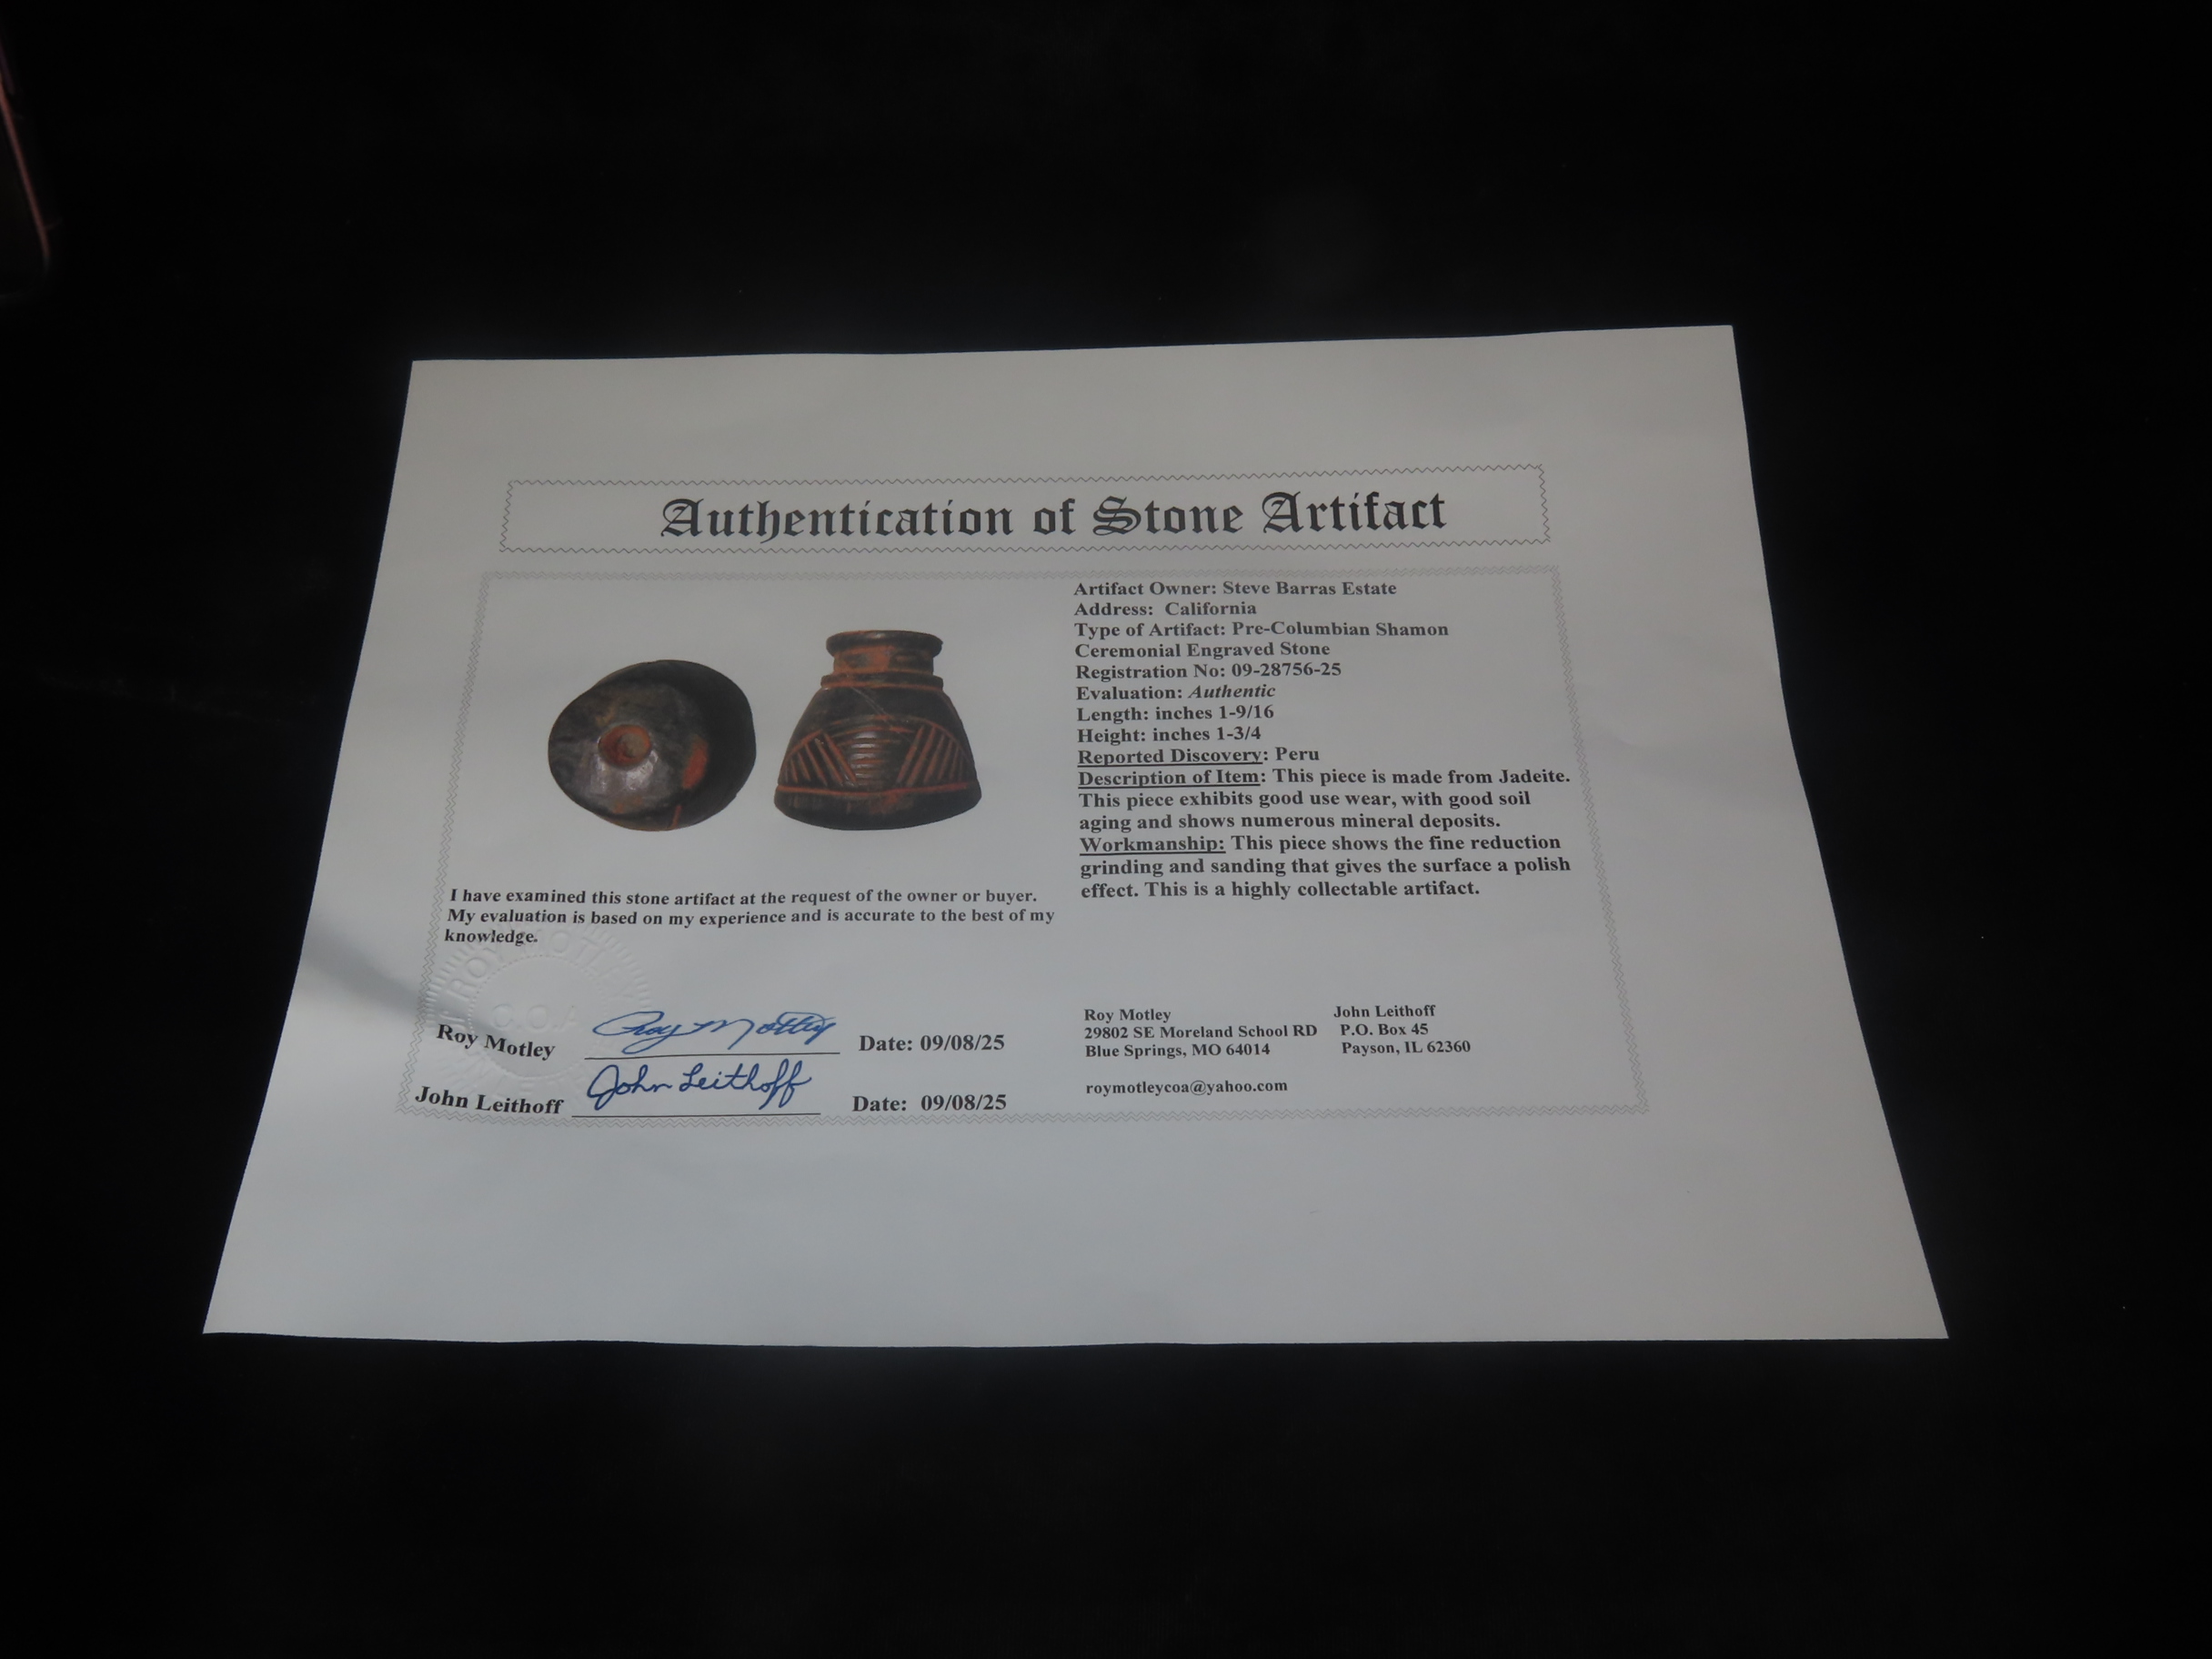 Authentication of Stone Artifact
Artifact Owner: Steve Barras Estate
Address: California
Type of Artifact: Pre-Columbian Shamon
Ceremonial Engraved Stone
Registration No: 09-28756-25
Evaluation: Authentic
Length: inches 1-9/16
Height: inches 1-3/4
Reported Discovery: Peru
Description of Item: This piece is made from Jadeite.
This piece exhibits good use wear, with good soil
aging and shows numerous mineral deposits.
Workmanship: This piece shows the fine reduction
grinding and sanding that gives the surface a polish
effect. This is a highly collectable artifact.
I have examined this stone artifact at the request of the owner or buyer.
My evaluation is based on my experience and is accurate to the best of my
knowledge.
ROY MOTLEY
C.O.A
Roy Motley Roy Motley Date: 09/08/25
John Leithoff John Leithoff Date: 09/08/25
Roy Motley
29802 SE Moreland School RD
Blue Springs, MO 64014
roymotleycoa@yahoo.com
John Leithoff
P.O. Box 45
Payson, IL 62360